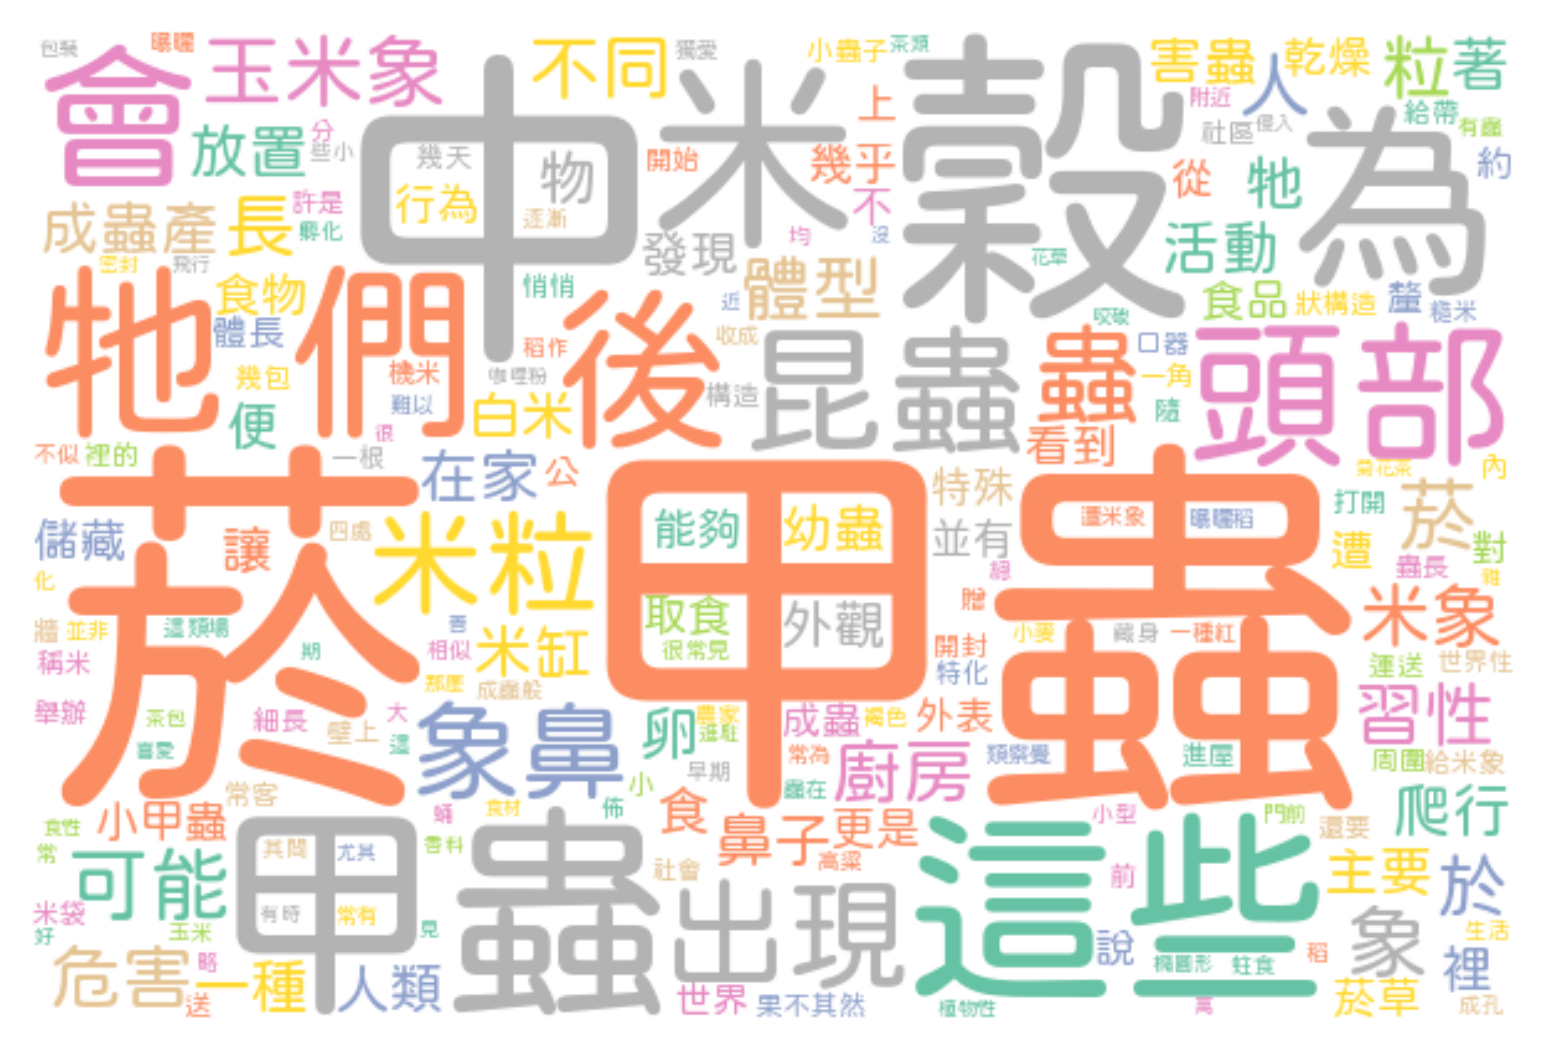 包裝
曬曬
玉米象
不同
獨愛
小蟲子
茶類
害蟲
人
乾燥
粒
著
會
中
米
穀
為
上
附近
給帶
有蟲
放置
分
些小
幾天
物
開始
幾乎
社區
侵入
約
行為
逐漸
不
從
牠
成蟲產
長
許是
孵化
發現
均
沒
花草
活動
密封
飛行
食物
悄悄
近
體型
食品
狀構造
釐
糙米
牠們
體長
後
稻作
收成
昆蟲
蟲
咬破
口器
頭部
幾包
機米
咖哩粉
構造
一角
便
難以
白米
隨
很
看到
不似
裡的
一根
在家
公
特殊
菊花茶
內
菸甲蟲
儲藏
讓
四處
米粒
能夠
幼蟲
並有
遭米象
打開
菸
遭
對
化
總
蟲長
雜
取食
外觀
贈
米象
牆
並非
這類場
善
米缸
很常見
開封
小麥
藏身
一種紅
稱米
期
相似
特化
運送
世界性
那麼
成蟲般
舉辦
茶包
細長
大
象鼻
卵
農家
進駐
成蟲
褐色
外表
習性
喜愛
壁上
這
常為
廚房
類察覺
進屋
周圍
給米象
常客
小
早期
蟲在
爬行
食性
小甲蟲
蛹
食材
佈
食
鼻子
更是
小型
門前
還要
常
可能
甲蟲
其間
尤其
香料
社會
高粱
這些
主要
於
米袋
有時
常有
出現
前
好
玉米
見
說
象
生活
危害
略
一種
人類
橢圓形
蛀食
稻
裡
送
世界
果不其然
植物性
萬
菸草
成孔